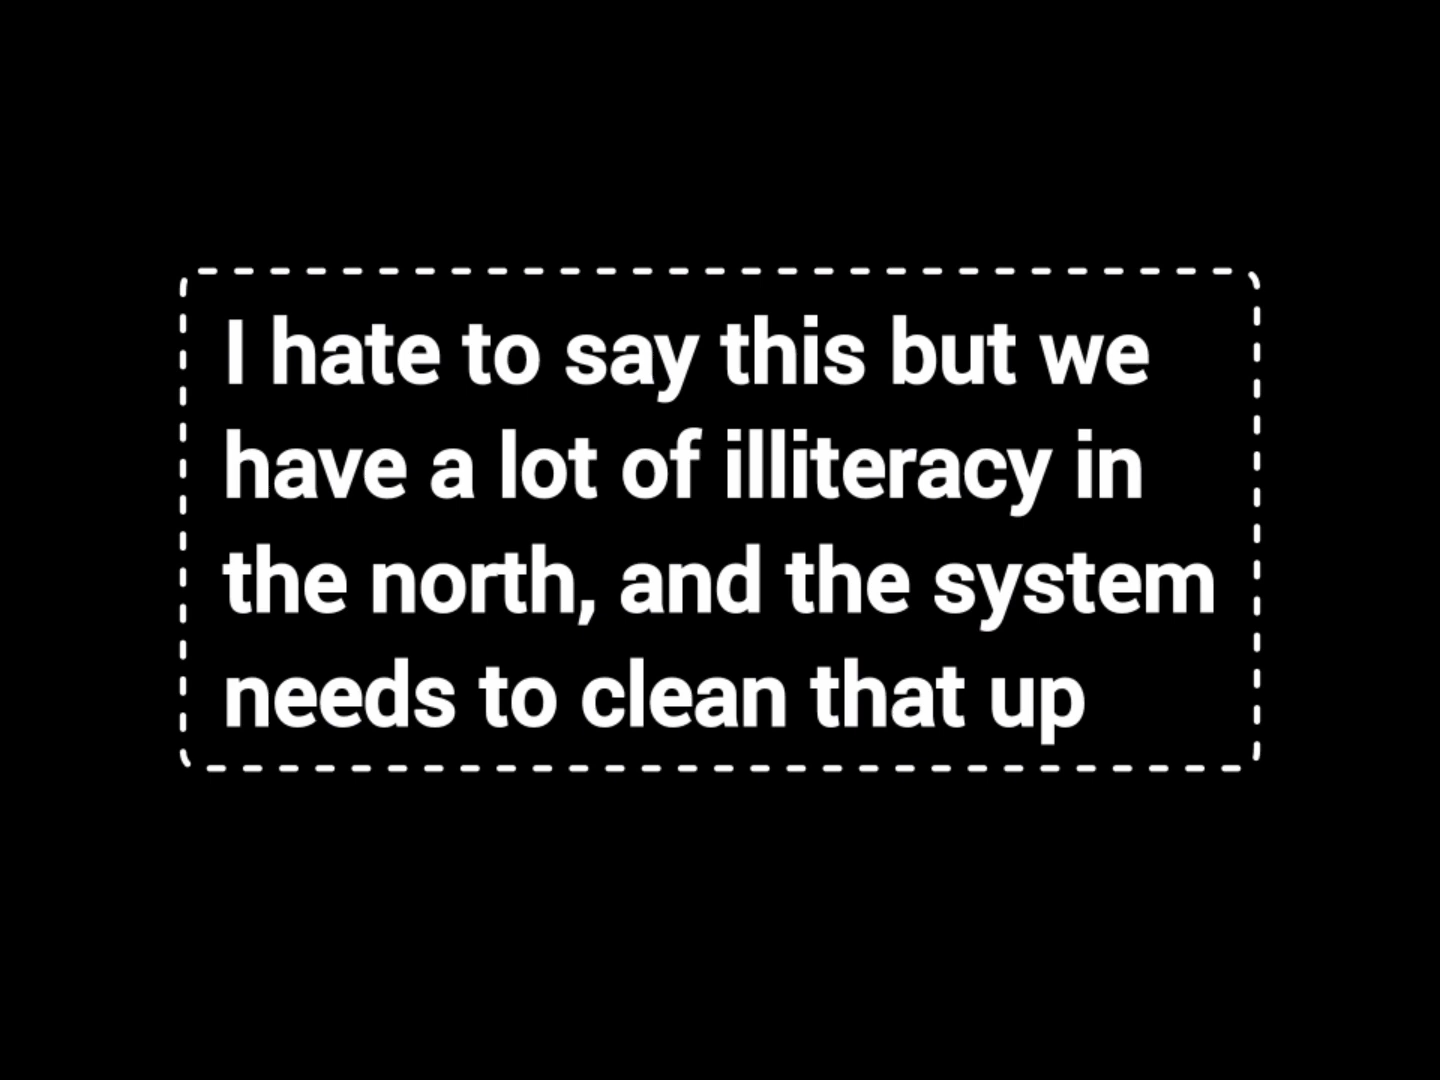 I hate to say this but we
have a lot of illiteracy in
the north, and the system
needs to clean that up